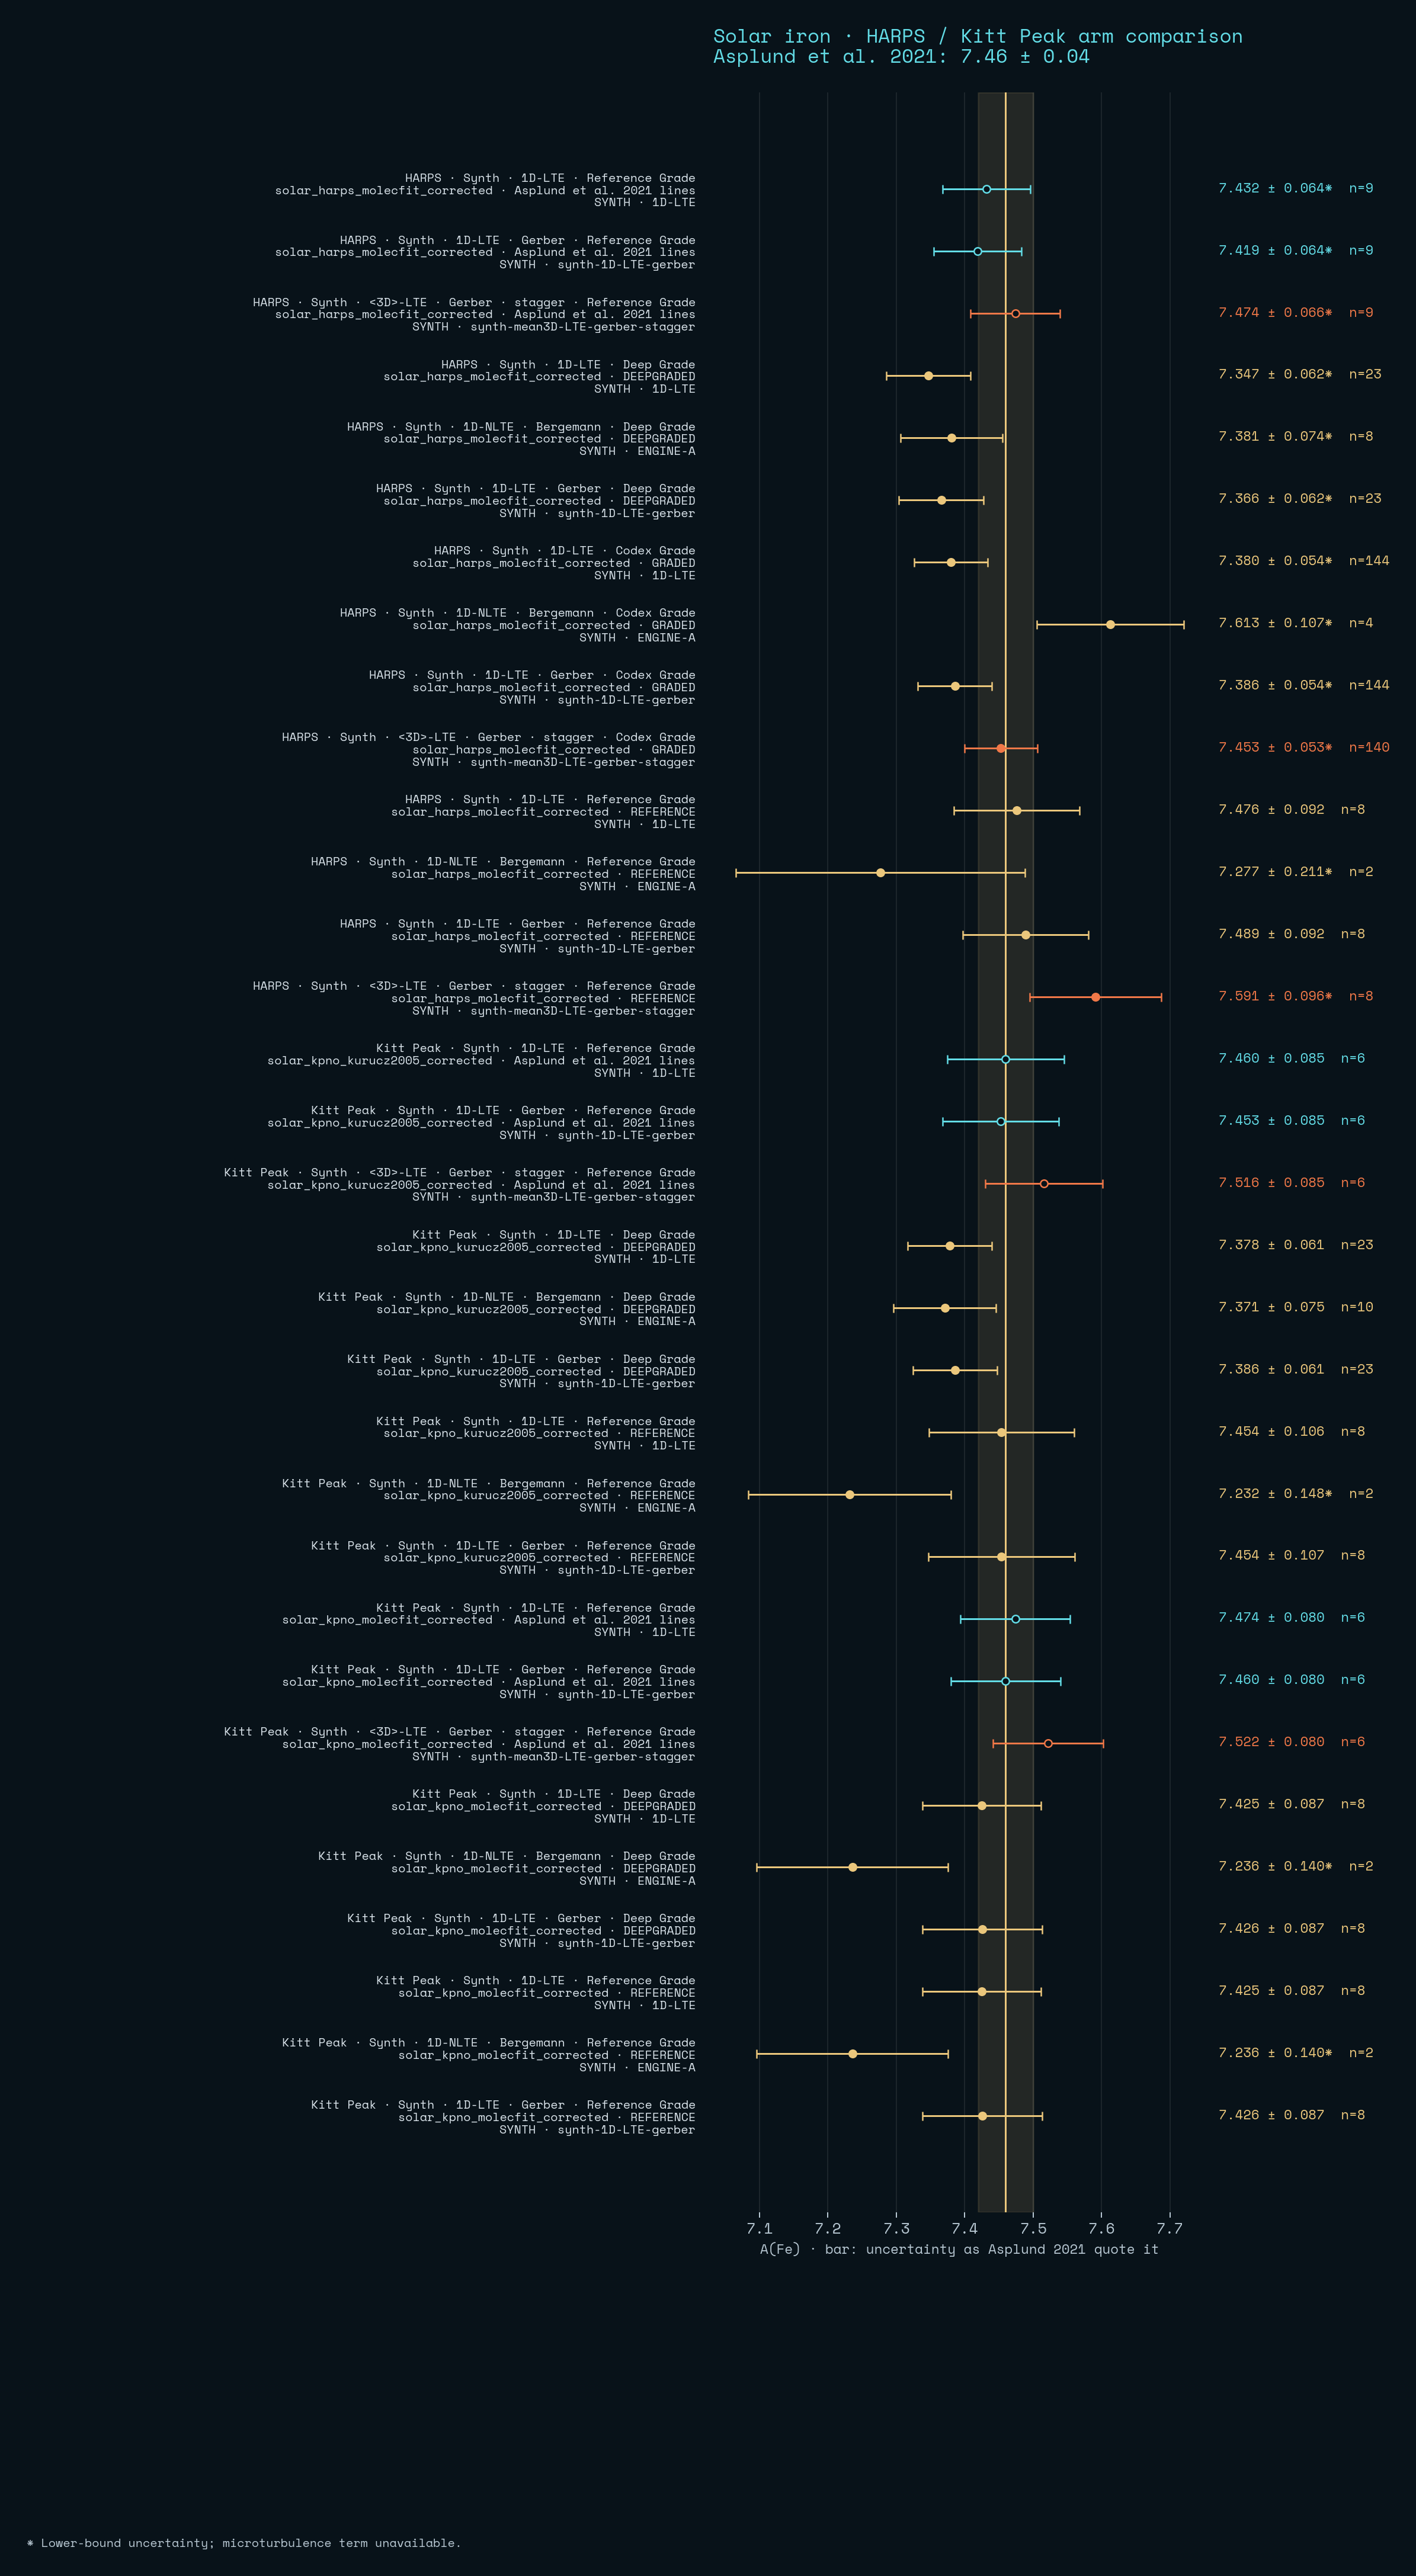 Solar iron · HARPS / Kitt Peak arm comparison
Asplund et al. 2021: 7.46 ± 0.04
HARPS · Synth · 1D-LTE · Reference Grade
solar_harps_molecfit_corrected · Asplund et al. 2021 lines
SYNTH · 1D-LTE
7.432 ± 0.064* n=9
HARPS · Synth · 1D-LTE · Gerber · Reference Grade
solar_harps_molecfit_corrected · Asplund et al. 2021 lines
SYNTH · synth-1D-LTE-gerber
7.419 ± 0.064* n=9
HARPS · Synth · <3D>-LTE · Gerber · stagger · Reference Grade
solar_harps_molecfit_corrected · Asplund et al. 2021 lines
SYNTH · synth-mean3D-LTE-gerber-stagger
7.474 ± 0.066* n=9
HARPS · Synth · 1D-LTE · Deep Grade
solar_harps_molecfit_corrected · DEEPGRADED
SYNTH · 1D-LTE
7.347 ± 0.062* n=23
HARPS · Synth · 1D-NLTE · Bergemann · Deep Grade
solar_harps_molecfit_corrected · DEEPGRADED
SYNTH · ENGINE-A
7.381 ± 0.074* n=8
HARPS · Synth · 1D-LTE · Gerber · Deep Grade
solar_harps_molecfit_corrected · DEEPGRADED
SYNTH · synth-1D-LTE-gerber
7.366 ± 0.062* n=23
HARPS · Synth · 1D-LTE · Codex Grade
solar_harps_molecfit_corrected · GRADED
SYNTH · 1D-LTE
7.380 ± 0.054* n=144
HARPS · Synth · 1D-NLTE · Bergemann · Codex Grade
solar_harps_molecfit_corrected · GRADED
SYNTH · ENGINE-A
7.613 ± 0.107* n=4
HARPS · Synth · 1D-LTE · Gerber · Codex Grade
solar_harps_molecfit_corrected · GRADED
SYNTH · synth-1D-LTE-gerber
7.386 ± 0.054* n=144
HARPS · Synth · <3D>-LTE · Gerber · stagger · Codex Grade
solar_harps_molecfit_corrected · GRADED
SYNTH · synth-mean3D-LTE-gerber-stagger
7.453 ± 0.053* n=140
HARPS · Synth · 1D-LTE · Reference Grade
solar_harps_molecfit_corrected · REFERENCE
SYNTH · 1D-LTE
7.476 ± 0.092 n=8
HARPS · Synth · 1D-NLTE · Bergemann · Reference Grade
solar_harps_molecfit_corrected · REFERENCE
SYNTH · ENGINE-A
7.277 ± 0.211* n=2
HARPS · Synth · 1D-LTE · Gerber · Reference Grade
solar_harps_molecfit_corrected · REFERENCE
SYNTH · synth-1D-LTE-gerber
7.489 ± 0.092 n=8
HARPS · Synth · <3D>-LTE · Gerber · stagger · Reference Grade
solar_harps_molecfit_corrected · REFERENCE
SYNTH · synth-mean3D-LTE-gerber-stagger
7.591 ± 0.096* n=8
Kitt Peak · Synth · 1D-LTE · Reference Grade
solar_kpno_kurucz2005_corrected · Asplund et al. 2021 lines
SYNTH · 1D-LTE
7.460 ± 0.085 n=6
Kitt Peak · Synth · 1D-LTE · Gerber · Reference Grade
solar_kpno_kurucz2005_corrected · Asplund et al. 2021 lines
SYNTH · synth-1D-LTE-gerber
7.453 ± 0.085 n=6
Kitt Peak · Synth · <3D>-LTE · Gerber · stagger · Reference Grade
solar_kpno_kurucz2005_corrected · Asplund et al. 2021 lines
SYNTH · synth-mean3D-LTE-gerber-stagger
7.516 ± 0.085 n=6
Kitt Peak · Synth · 1D-LTE · Deep Grade
solar_kpno_kurucz2005_corrected · DEEPGRADED
SYNTH · 1D-LTE
7.378 ± 0.061 n=23
Kitt Peak · Synth · 1D-NLTE · Bergemann · Deep Grade
solar_kpno_kurucz2005_corrected · DEEPGRADED
SYNTH · ENGINE-A
7.371 ± 0.075 n=10
Kitt Peak · Synth · 1D-LTE · Gerber · Deep Grade
solar_kpno_kurucz2005_corrected · DEEPGRADED
SYNTH · synth-1D-LTE-gerber
7.386 ± 0.061 n=23
Kitt Peak · Synth · 1D-LTE · Reference Grade
solar_kpno_kurucz2005_corrected · REFERENCE
SYNTH · 1D-LTE
7.454 ± 0.106 n=8
Kitt Peak · Synth · 1D-NLTE · Bergemann · Reference Grade
solar_kpno_kurucz2005_corrected · REFERENCE
SYNTH · ENGINE-A
7.232 ± 0.148* n=2
Kitt Peak · Synth · 1D-LTE · Gerber · Reference Grade
solar_kpno_kurucz2005_corrected · REFERENCE
SYNTH · synth-1D-LTE-gerber
7.454 ± 0.107 n=8
Kitt Peak · Synth · 1D-LTE · Reference Grade
solar_kpno_molecfit_corrected · Asplund et al. 2021 lines
SYNTH · 1D-LTE
7.474 ± 0.080 n=6
Kitt Peak · Synth · 1D-LTE · Gerber · Reference Grade
solar_kpno_molecfit_corrected · Asplund et al. 2021 lines
SYNTH · synth-1D-LTE-gerber
7.460 ± 0.080 n=6
Kitt Peak · Synth · <3D>-LTE · Gerber · stagger · Reference Grade
solar_kpno_molecfit_corrected · Asplund et al. 2021 lines
SYNTH · synth-mean3D-LTE-gerber-stagger
7.522 ± 0.080 n=6
Kitt Peak · Synth · 1D-LTE · Deep Grade
solar_kpno_molecfit_corrected · DEEPGRADED
SYNTH · 1D-LTE
7.425 ± 0.087 n=8
Kitt Peak · Synth · 1D-NLTE · Bergemann · Deep Grade
solar_kpno_molecfit_corrected · DEEPGRADED
SYNTH · ENGINE-A
7.236 ± 0.140* n=2
Kitt Peak · Synth · 1D-LTE · Gerber · Deep Grade
solar_kpno_molecfit_corrected · DEEPGRADED
SYNTH · synth-1D-LTE-gerber
7.426 ± 0.087 n=8
Kitt Peak · Synth · 1D-LTE · Reference Grade
solar_kpno_molecfit_corrected · REFERENCE
SYNTH · 1D-LTE
7.425 ± 0.087 n=8
Kitt Peak · Synth · 1D-NLTE · Bergemann · Reference Grade
solar_kpno_molecfit_corrected · REFERENCE
SYNTH · ENGINE-A
7.236 ± 0.140* n=2
Kitt Peak · Synth · 1D-LTE · Gerber · Reference Grade
solar_kpno_molecfit_corrected · REFERENCE
SYNTH · synth-1D-LTE-gerber
7.426 ± 0.087 n=8
7.1 7.2 7.3 7.4 7.5 7.6 7.7
A(Fe) · bar: uncertainty as Asplund 2021 quote it
* Lower-bound uncertainty; microturbulence term unavailable.